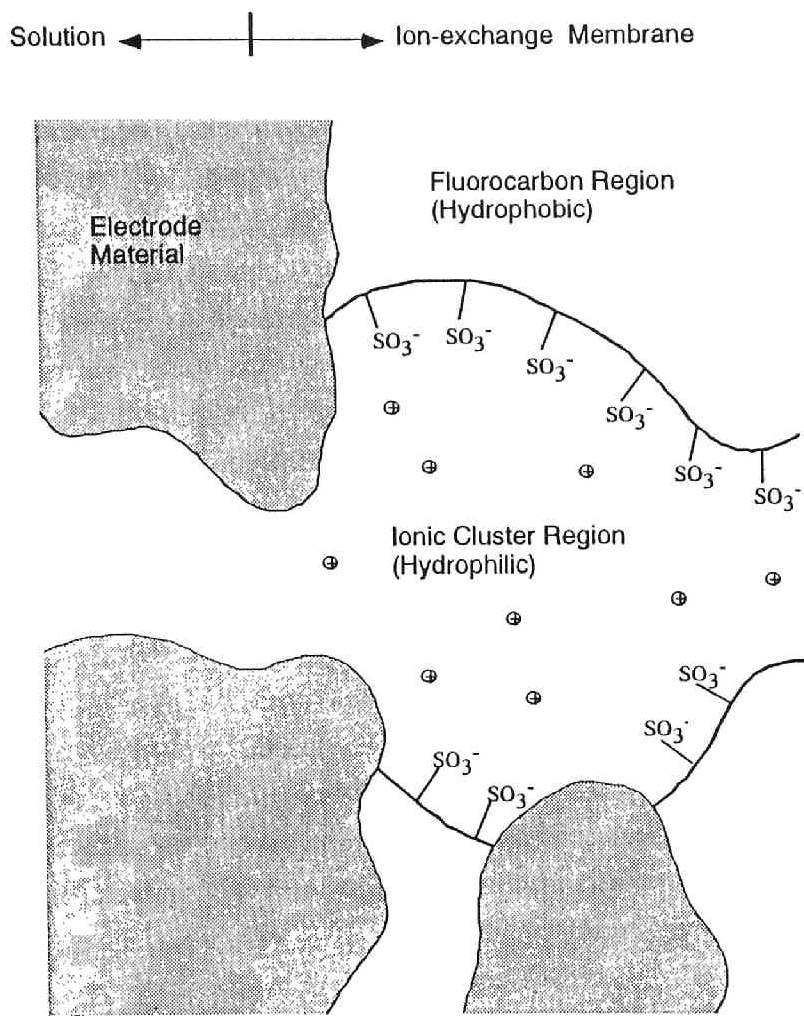 Solution
Ion-exchange Membrane
Fluorocarbon Region
(Hydrophobic)
Electrode
Material
SO₃⁻
SO₃⁻
SO₃⁻
SO₃⁻
SO₃⁻
SO₃⁻
Ionic Cluster Region
(Hydrophilic)
SO₃⁻
SO₃⁻
SO₃⁻
SO₃⁻